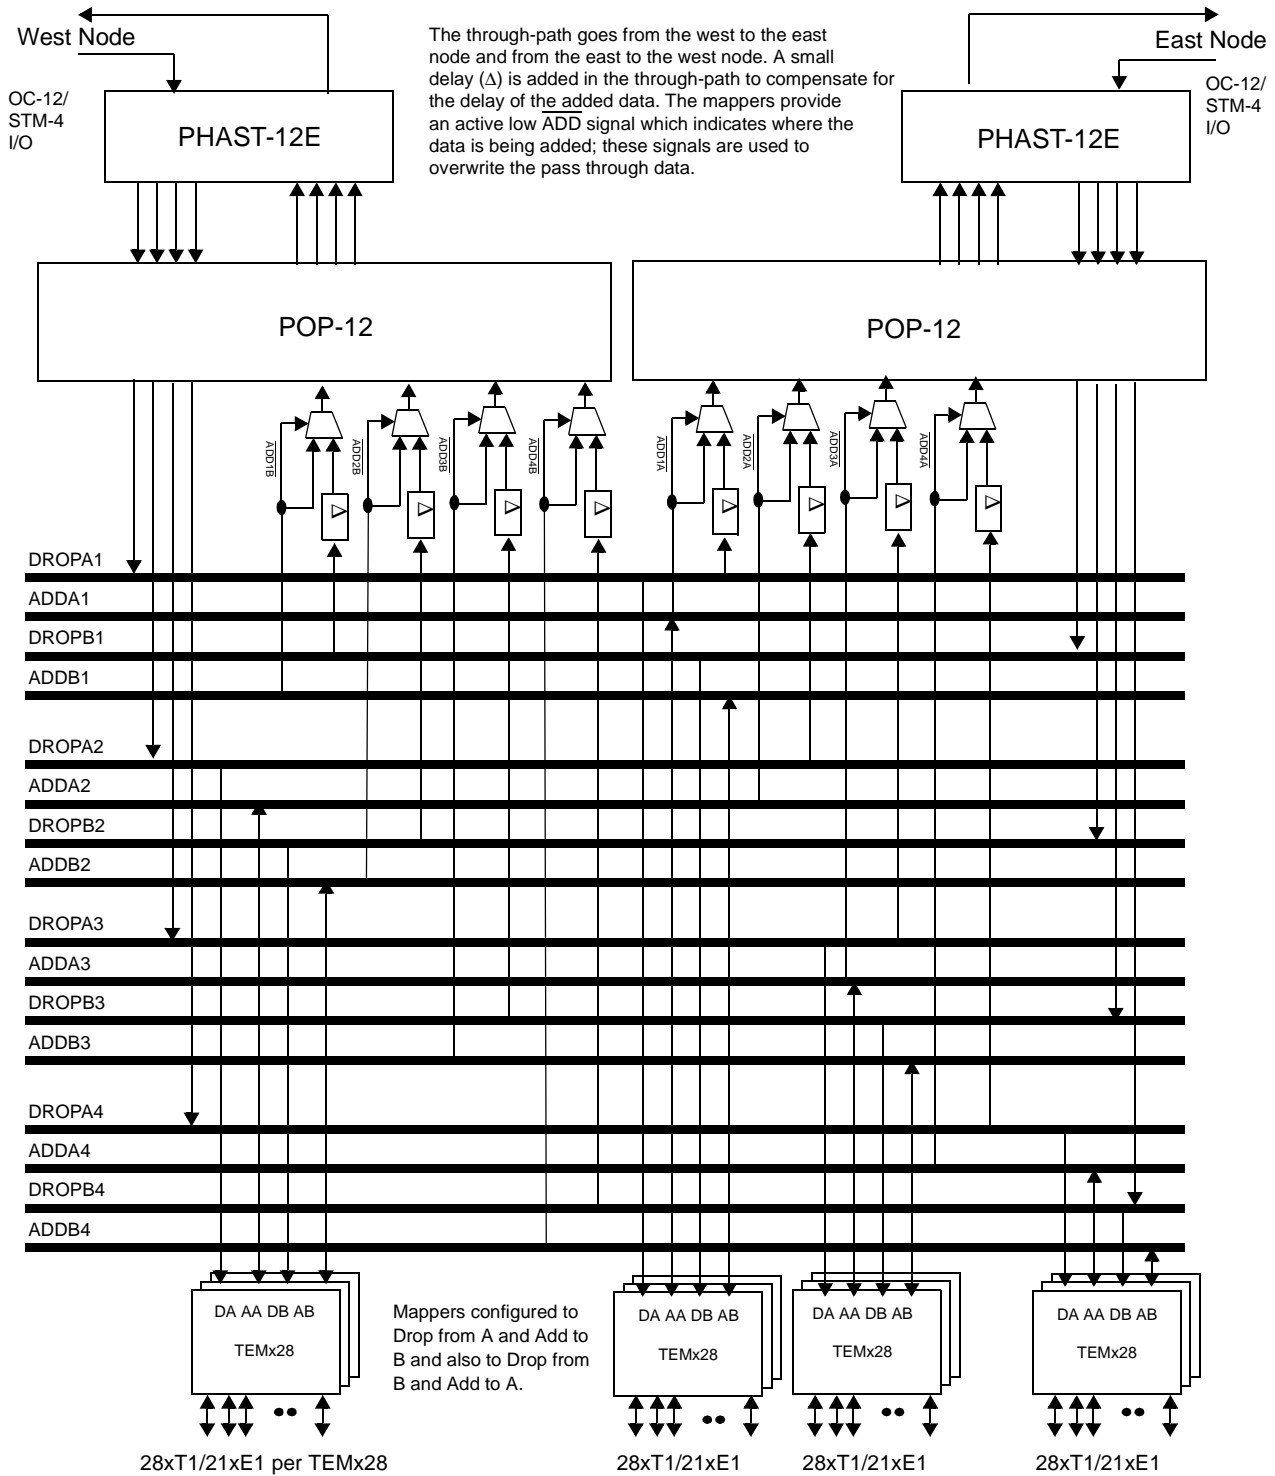 West Node
The through-path goes from the west to the east
node and from the east to the west node. A small
delay (Δ) is added in the through-path to compensate for
the delay of the added data. The mappers provide
an active low A̅D̅D̅ signal which indicates where the
data is being added; these signals are used to
overwrite the pass through data.
East Node
OC-12/
STM-4
I/O
PHAST-12E
PHAST-12E
OC-12/
STM-4
I/O
POP-12
POP-12
ADD1B
ADD2B
ADD3B
ADD4B
ADD1A
ADD2A
ADD3A
ADD4A
Δ Δ Δ Δ Δ Δ Δ Δ
DROPA1
ADDA1
DROPB1
ADDB1
DROPA2
ADDA2
DROPB2
ADDB2
DROPA3
ADDA3
DROPB3
ADDB3
DROPA4
ADDA4
DROPB4
ADDB4
DA AA DB AB
TEMx28
Mappers configured to
Drop from A and Add to
B and also to Drop from
B and Add to A.
DA AA DB AB
TEMx28
DA AA DB AB
TEMx28
DA AA DB AB
TEMx28
28xT1/21xE1 per TEMx28
28xT1/21xE1
28xT1/21xE1
28xT1/21xE1